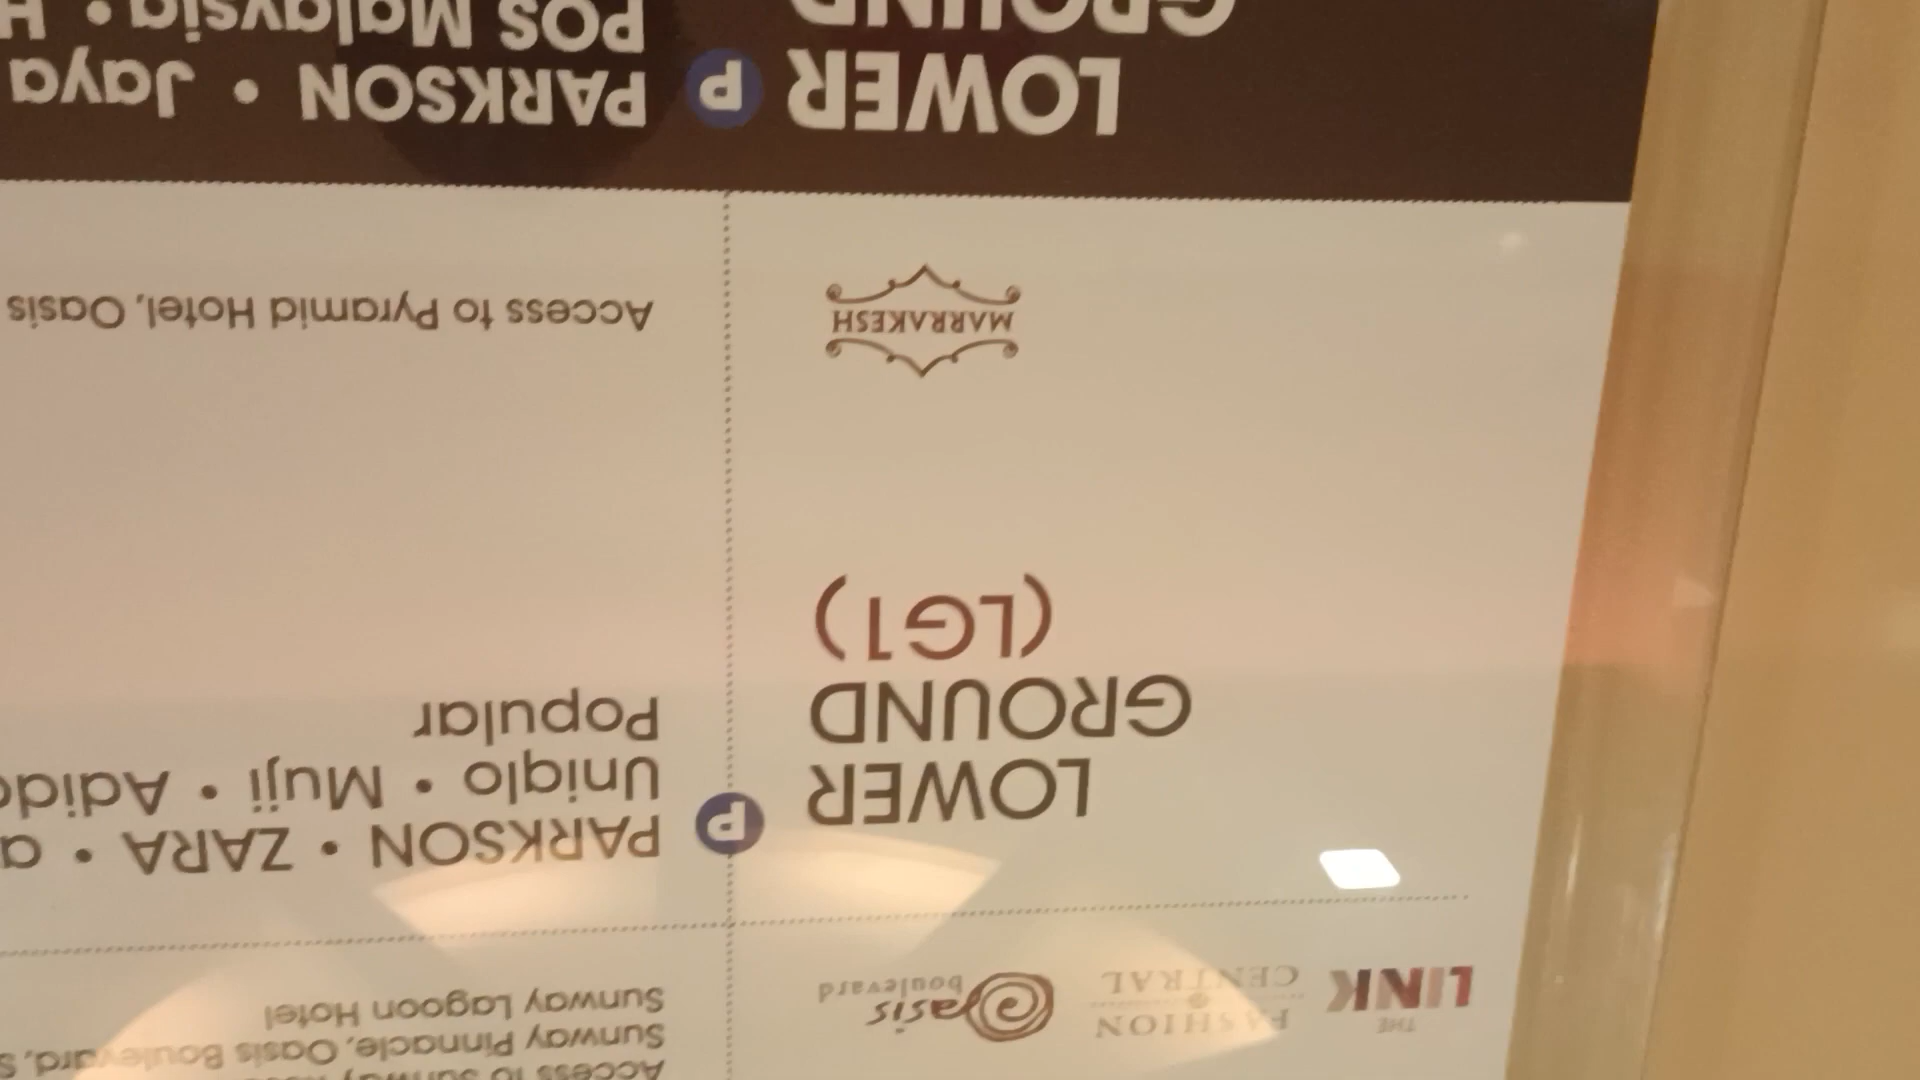 THE
LINK
FASHION
CENTRAL
Oasis
boulevard
Access to Sunway
Sunway Pinnacle, Oasis Boulevard,
Sunway Lagoon Hotel
LOWER
GROUND
(LG1)
P
PARKSON • ZARA •
Uniqlo • Muji •
Popular
MARRAKESH
Access to Pyramid Hotel, Oasis
LOWER
GROUND
P
PARKSON • Jaya
POS Malaysia •